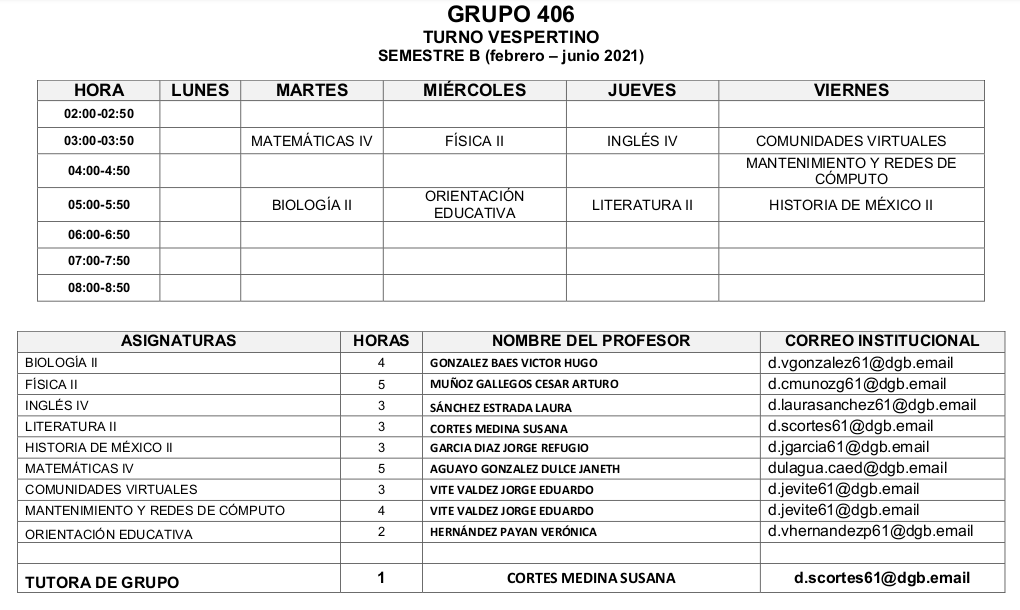 GRUPO 406
TURNO VESPERTINO
SEMESTRE B (febrero – junio 2021)
HORA LUNES MARTES MIÉRCOLES JUEVES VIERNES
02:00-02:50
03:00-03:50 MATEMÁTICAS IV FÍSICA II INGLÉS IV COMUNIDADES VIRTUALES
04:00-4:50 MANTENIMIENTO Y REDES DE
CÓMPUTO
05:00-5:50 BIOLOGÍA II ORIENTACIÓN
EDUCATIVA LITERATURA II HISTORIA DE MÉXICO II
06:00-6:50
07:00-7:50
08:00-8:50
ASIGNATURAS HORAS NOMBRE DEL PROFESOR CORREO INSTITUCIONAL
BIOLOGÍA II 4 GONZALEZ BAES VICTOR HUGO d.vgonzalez61@dgb.email
FÍSICA II 5 MUÑOZ GALLEGOS CESAR ARTURO d.cmunozg61@dgb.email
INGLÉS IV 3 SÁNCHEZ ESTRADA LAURA d.laurasanchez61@dgb.email
LITERATURA II 3 CORTES MEDINA SUSANA d.scortes61@dgb.email
HISTORIA DE MÉXICO II 3 GARCIA DIAZ JORGE REFUGIO d.jgarcia61@dgb.email
MATEMÁTICAS IV 5 AGUAYO GONZALEZ DULCE JANETH dulagua.caed@dgb.email
COMUNIDADES VIRTUALES 3 VITE VALDEZ JORGE EDUARDO d.jevite61@dgb.email
MANTENIMIENTO Y REDES DE CÓMPUTO 4 VITE VALDEZ JORGE EDUARDO d.jevite61@dgb.email
ORIENTACIÓN EDUCATIVA 2 HERNÁNDEZ PAYAN VERÓNICA d.vhernandezp61@dgb.email
TUTORA DE GRUPO 1 CORTES MEDINA SUSANA d.scortes61@dgb.email